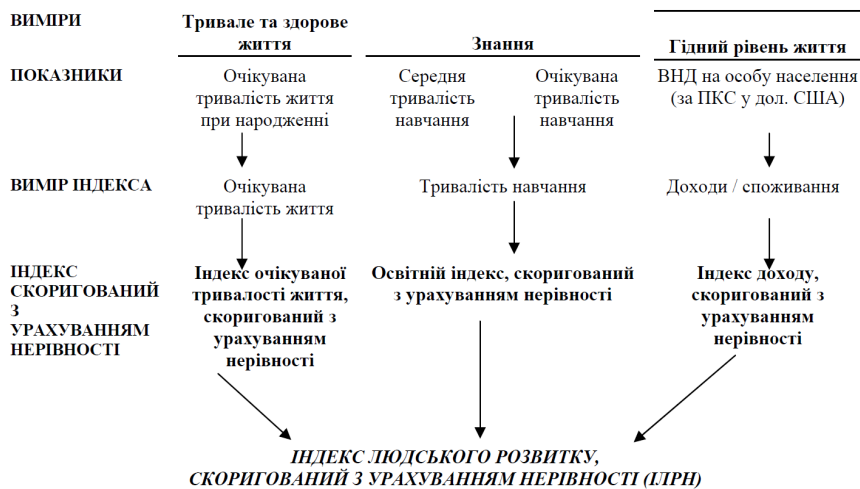 ВИМІРИ
Тривале та здорове
життя
Знання
Гідний рівень життя
ПОКАЗНИКИ
Очікувана
тривалість життя
при народженні
Середня
тривалість
навчання
Очікувана
тривалість
навчання
ВНД на особу населення
(за ПКС у дол. США)
ВИМІР ІНДЕКСА
Очікувана
тривалість життя
Тривалість навчання
Доходи / споживання
ІНДЕКС
СКОРИГОВАНИЙ
З
УРАХУВАННЯМ
НЕРІВНОСТІ
Індекс очікуваної
тривалості життя,
скоригований з
урахуванням
нерівності
Освітній індекс, скоригований
з урахуванням нерівності
Індекс доходу,
скоригований з
урахуванням
нерівності
ІНДЕКС ЛЮДСЬКОГО РОЗВИТКУ,
СКОРИГОВАНИЙ З УРАХУВАННЯМ НЕРІВНОСТІ (ІЛРН)